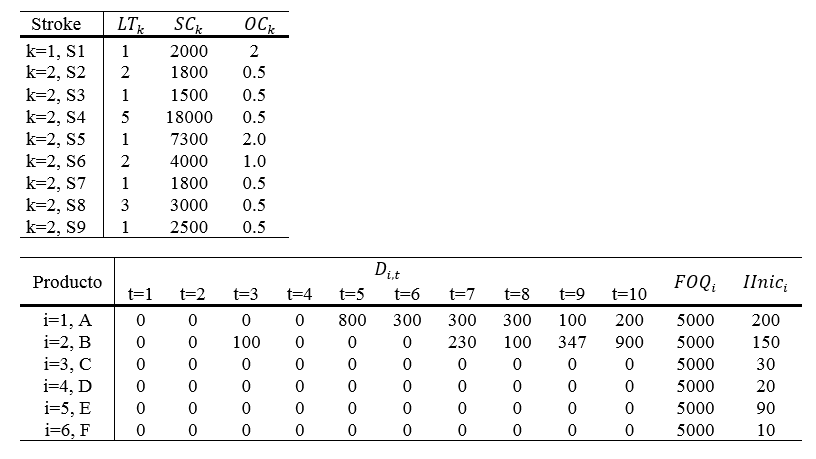 Stroke LTk SCk OCk
k=1, S1 1 2000 2
k=2, S2 2 1800 0.5
k=2, S3 1 1500 0.5
k=2, S4 5 18000 0.5
k=2, S5 1 7300 2.0
k=2, S6 2 4000 1.0
k=2, S7 1 1800 0.5
k=2, S8 3 3000 0.5
k=2, S9 1 2500 0.5
Producto Di,t FOQi IInici
t=1 t=2 t=3 t=4 t=5 t=6 t=7 t=8 t=9 t=10
i=1, A 0 0 0 0 800 300 300 300 100 200 5000 200
i=2, B 0 0 100 0 0 0 230 100 347 900 5000 150
i=3, C 0 0 0 0 0 0 0 0 0 0 5000 30
i=4, D 0 0 0 0 0 0 0 0 0 0 5000 20
i=5, E 0 0 0 0 0 0 0 0 0 0 5000 90
i=6, F 0 0 0 0 0 0 0 0 0 0 5000 10